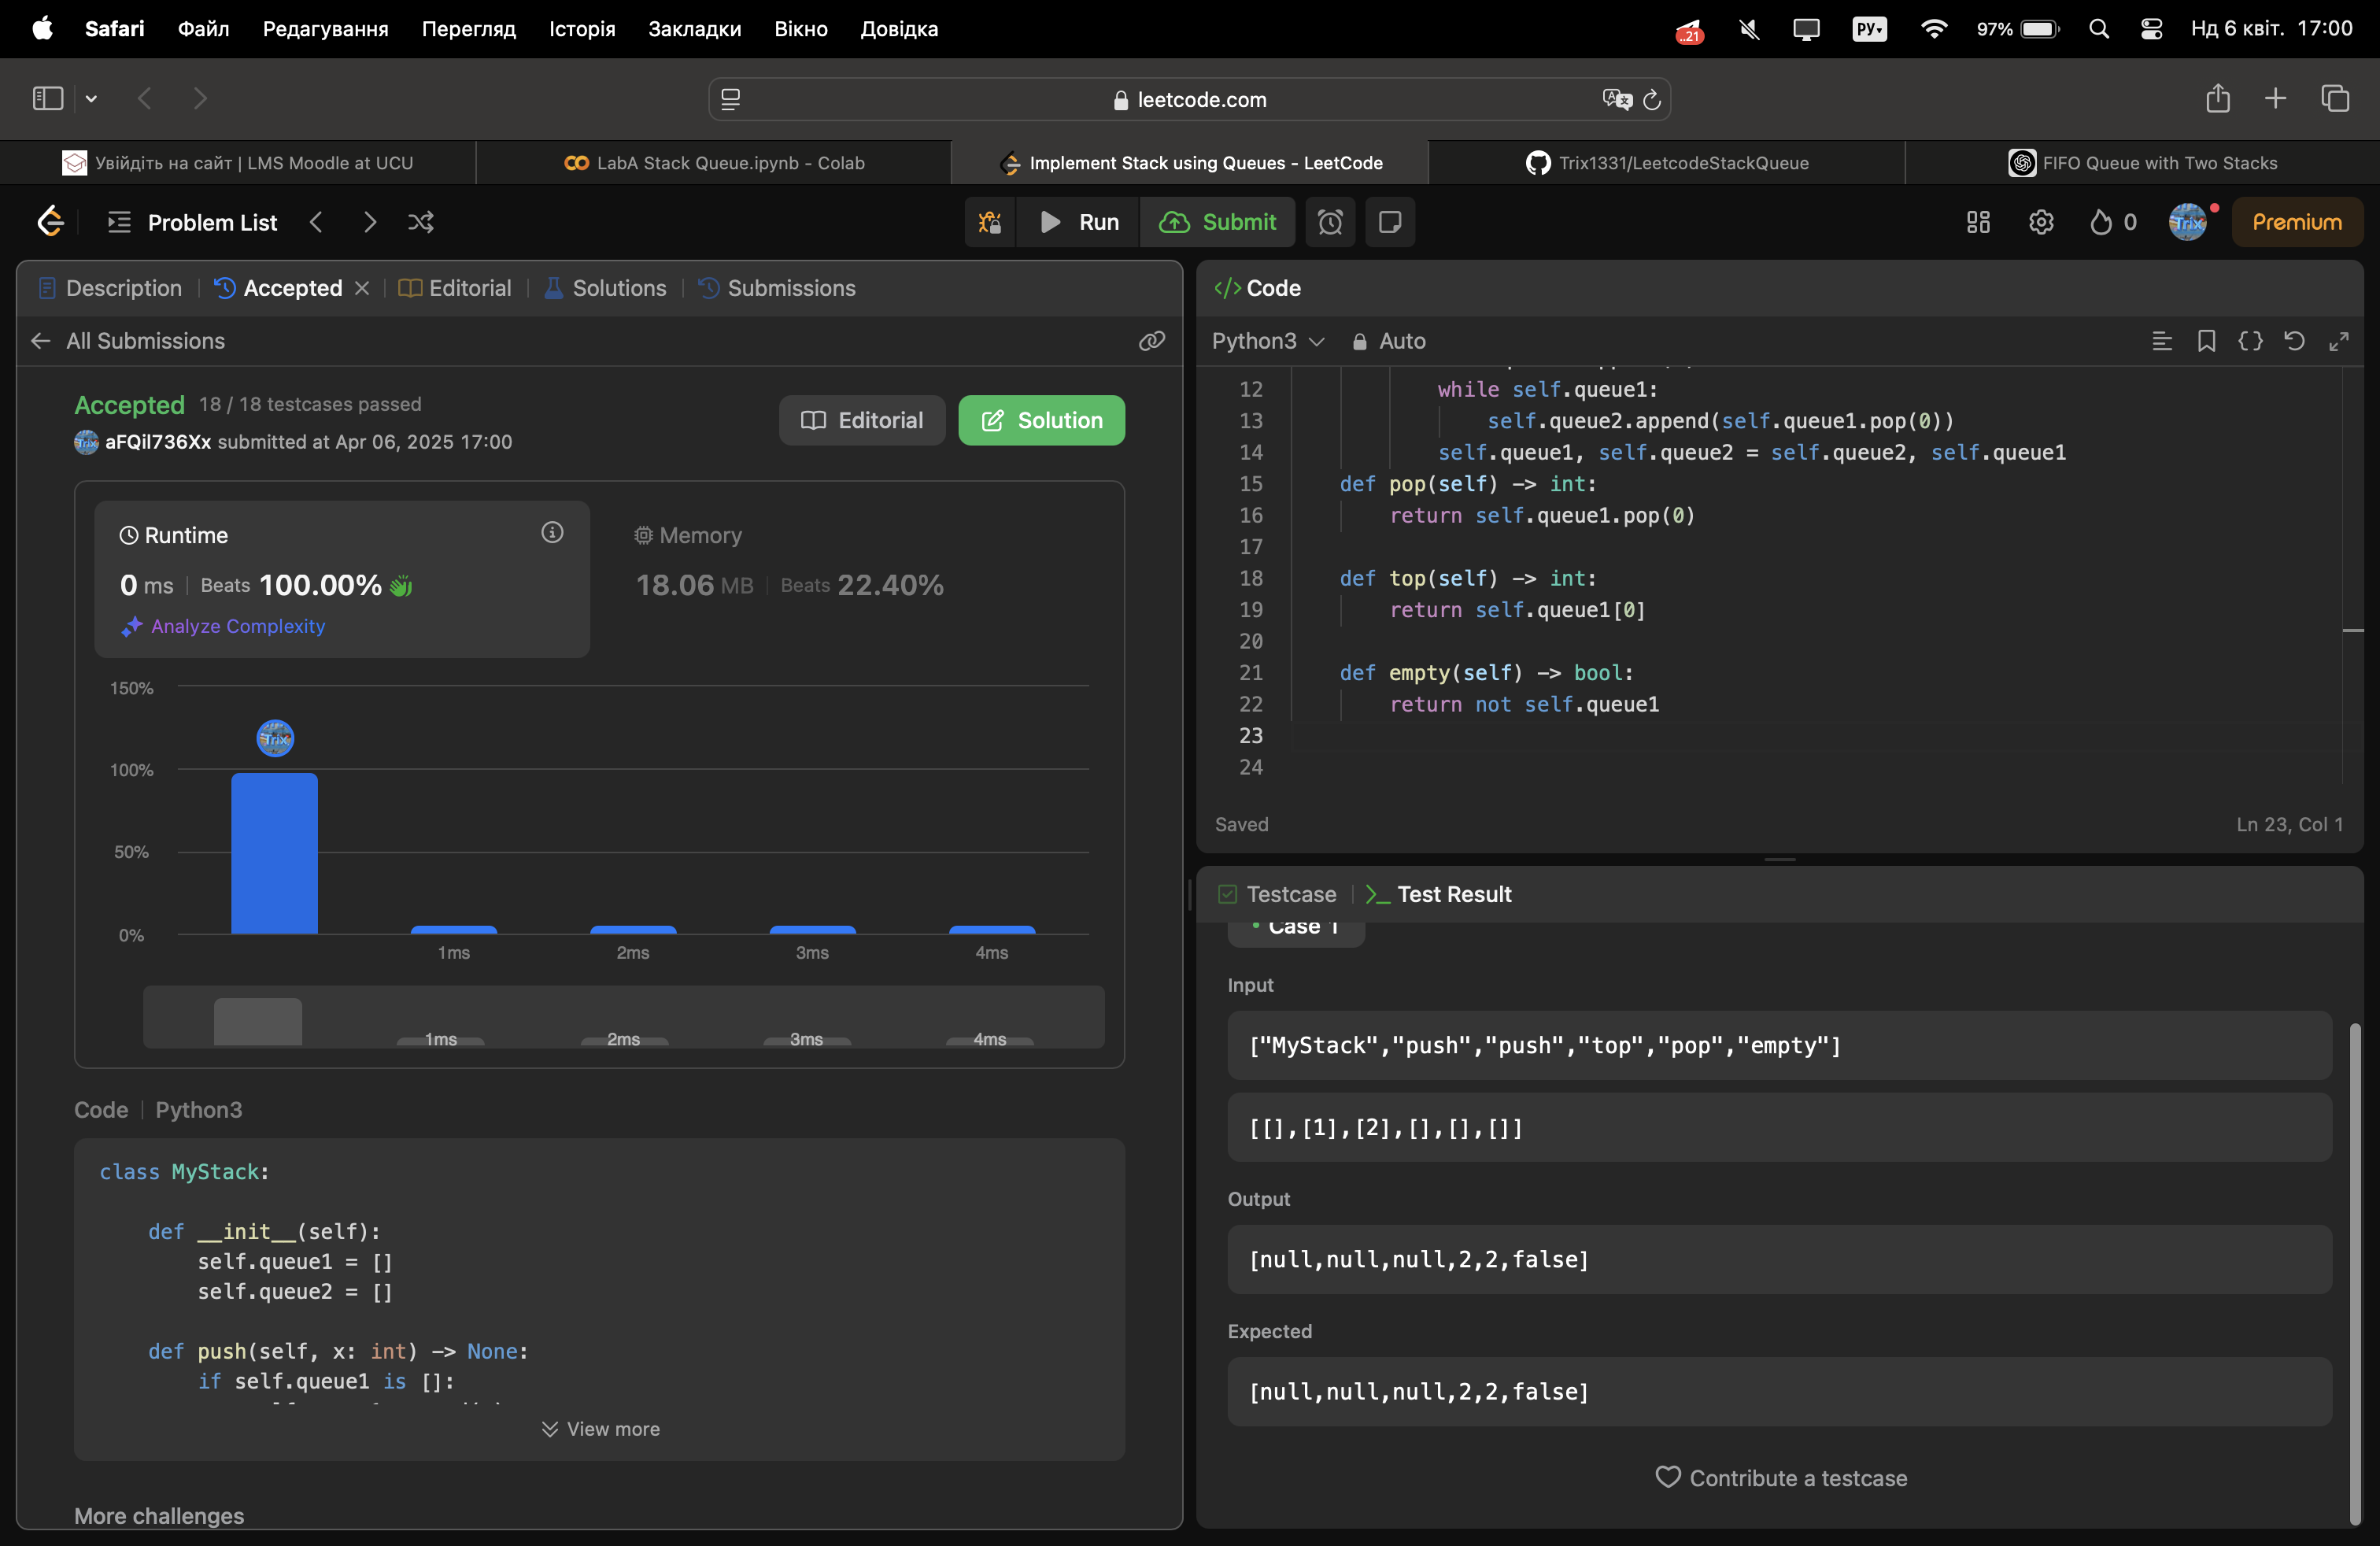 Safari Файл Редагування Перегляд Історія Закладки Вікно Довідка ..21 РУ 97% Нд 6 квіт. 17:00
leetcode.com
Увійдіть на сайт | LMS Moodle at UCU
LabA Stack Queue.ipynb - Colab
Implement Stack using Queues - LeetCode
Trix1331/LeetcodeStackQueue
FIFO Queue with Two Stacks
Problem List
Run
Submit
0
Trix
Premium
Description
Accepted
Editorial
Solutions
Submissions
All Submissions
Accepted 18 / 18 testcases passed
aFQil736Xx submitted at Apr 06, 2025 17:00
Editorial
Solution
Runtime
0 ms | Beats 100.00%
Analyze Complexity
Memory
18.06 MB | Beats 22.40%
150%
Trix
100%
50%
0%
1ms 2ms 3ms 4ms
1ms 2ms 3ms 4ms
Code | Python3
class MyStack:
def __init__(self):
self.queue1 = []
self.queue2 = []
def push(self, x: int) -> None:
if self.queue1 is []:
View more
More challenges
</> Code
Python3 Auto
12 while self.queue1:
13 self.queue2.append(self.queue1.pop(0))
14 self.queue1, self.queue2 = self.queue2, self.queue1
15 def pop(self) -> int:
16 return self.queue1.pop(0)
17
18 def top(self) -> int:
19 return self.queue1[0]
20
21 def empty(self) -> bool:
22 return not self.queue1
23
24
Saved Ln 23, Col 1
Testcase | >_ Test Result
Case 1
Input
["MyStack","push","push","top","pop","empty"]
[[],[1],[2],[],[],[]]
Output
[null,null,null,2,2,false]
Expected
[null,null,null,2,2,false]
Contribute a testcase